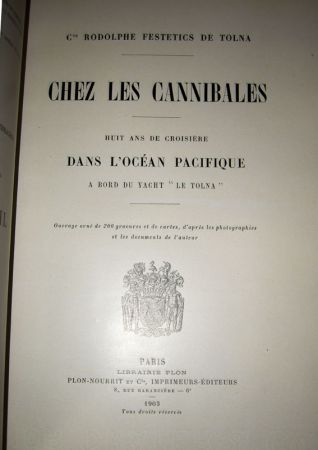 Cte RODOLPHE FESTETICS DE TOLNA
CHEZ LES CANNIBALES
HUIT ANS DE CROISIÈRE
DANS L'OCÉAN PACIFIQUE
A BORD DU YACHT "LE TOLNA"
Ouvrage orné de 200 gravures et de cartes, d'après les photographies
et les documents de l'auteur
PARIS
LIBRAIRIE PLON
PLON-NOURRIT ET Cie, IMPRIMEURS-ÉDITEURS
8, RUE GARANCIÈRE — 6e
1903
Tous droits réservés